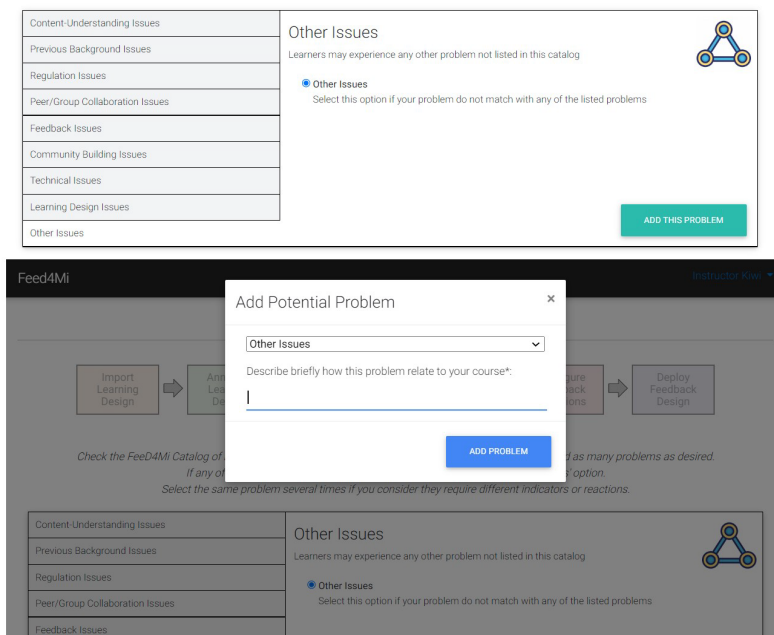 Content-Understanding Issues
Previous Background Issues
Regulation Issues
Peer/Group Collaboration Issues
Feedback Issues
Community Building Issues
Technical Issues
Learning Design Issues
Other Issues
Other Issues
Learners may experience any other problem not listed in this catalog
Other Issues
Select this option if your problem do not match with any of the listed problems
ADD THIS PROBLEM
Feed4Mi
Instructor Kiwi
Add Potential Problem
×
Other Issues
Describe briefly how this problem relate to your course*:
ADD PROBLEM
Import
Learning
Design
Deploy
Feedback
Design
Check the FeeD4Mi Catalog of
d as many problems as desired.
If any of
s' option.
Select the same problem several times if you consider they require different indicators or reactions.
Content-Understanding Issues
Previous Background Issues
Regulation Issues
Peer/Group Collaboration Issues
Feedback Issues
Other Issues
Learners may experience any other problem not listed in this catalog
Other Issues
Select this option if your problem do not match with any of the listed problems